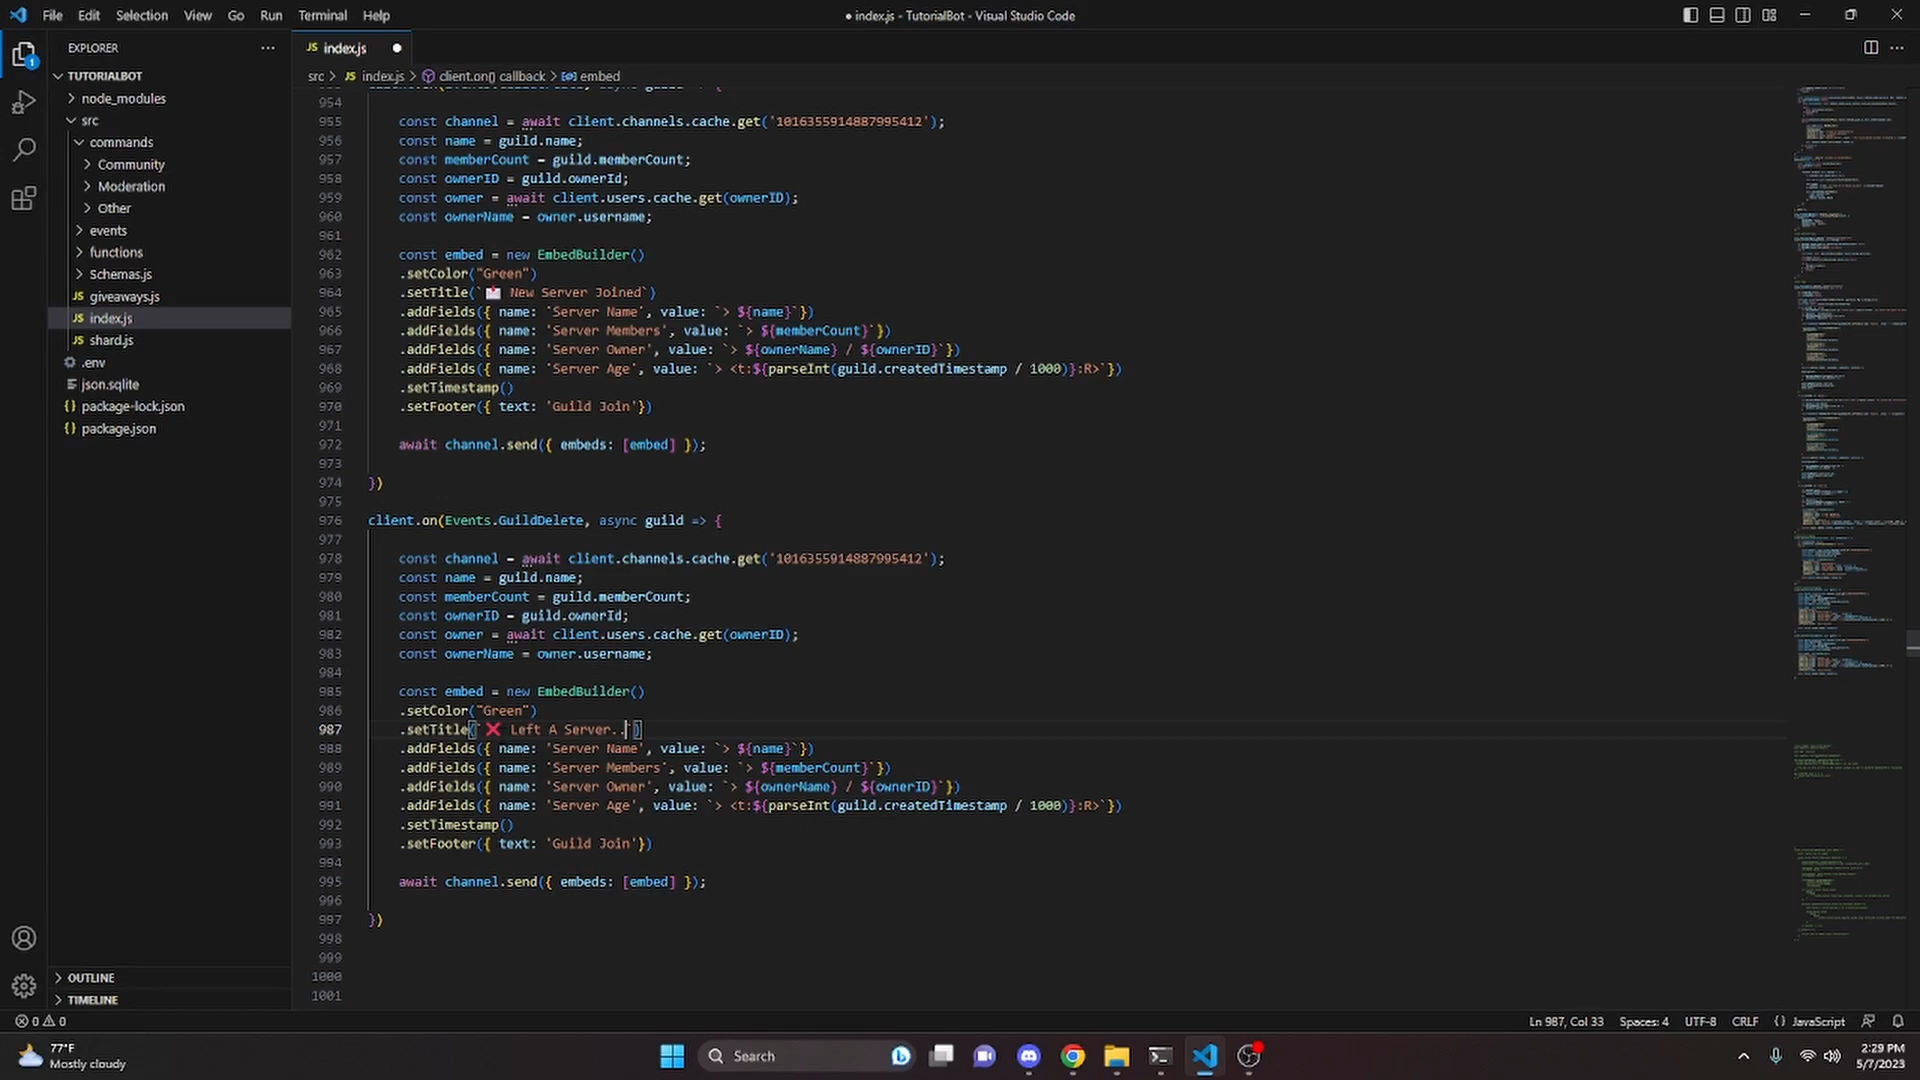 File Edit Selection View Go Run Terminal Help
● index.js - TutorialBot - Visual Studio Code
EXPLORER
JS index.js
TUTORIALBOT
node_modules
src
commands
Community
Moderation
Other
events
functions
Schemas.js
JS giveaways.js
JS index.js
JS shard.js
.env
json.sqlite
{} package-lock.json
{} package.json
OUTLINE
TIMELINE
src > JS index.js > client.on() callback > embed
954
955 const channel = await client.channels.cache.get('1016355914887995412');
956 const name = guild.name;
957 const memberCount = guild.memberCount;
958 const ownerID = guild.ownerId;
959 const owner = await client.users.cache.get(ownerID);
960 const ownerName = owner.username;
961
962 const embed = new EmbedBuilder()
963 .setColor("Green")
964 .setTitle(`📩 New Server Joined`)
965 .addFields({ name: 'Server Name', value: `> ${name}`})
966 .addFields({ name: 'Server Members', value: `> ${memberCount}`})
967 .addFields({ name: 'Server Owner', value: `> ${ownerName} / ${ownerID}`})
968 .addFields({ name: 'Server Age', value: `> <t:${parseInt(guild.createdTimestamp / 1000)}:R>`})
969 .setTimestamp()
970 .setFooter({ text: 'Guild Join'})
971
972 await channel.send({ embeds: [embed] });
973
974 })
975
976 client.on(Events.GuildDelete, async guild => {
977
978 const channel = await client.channels.cache.get('1016355914887995412');
979 const name = guild.name;
980 const memberCount = guild.memberCount;
981 const ownerID = guild.ownerId;
982 const owner = await client.users.cache.get(ownerID);
983 const ownerName = owner.username;
984
985 const embed = new EmbedBuilder()
986 .setColor("Green")
987 .setTitle(`❌ Left A Server..`)
988 .addFields({ name: 'Server Name', value: `> ${name}`})
989 .addFields({ name: 'Server Members', value: `> ${memberCount}`})
990 .addFields({ name: 'Server Owner', value: `> ${ownerName} / ${ownerID}`})
991 .addFields({ name: 'Server Age', value: `> <t:${parseInt(guild.createdTimestamp / 1000)}:R>`})
992 .setTimestamp()
993 .setFooter({ text: 'Guild Join'})
994
995 await channel.send({ embeds: [embed] });
996
997 })
998
999
1000
1001
0 0
Ln 987, Col 33 Spaces: 4 UTF-8 CRLF {} JavaScript
77°F
Mostly cloudy
Search
2:29 PM
5/7/2023